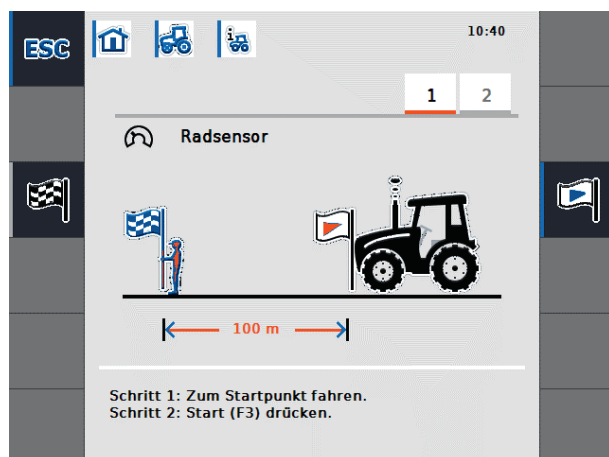 ESC
10:40
1 2
Radsensor
100 m
Schritt 1: Zum Startpunkt fahren.
Schritt 2: Start (F3) drücken.